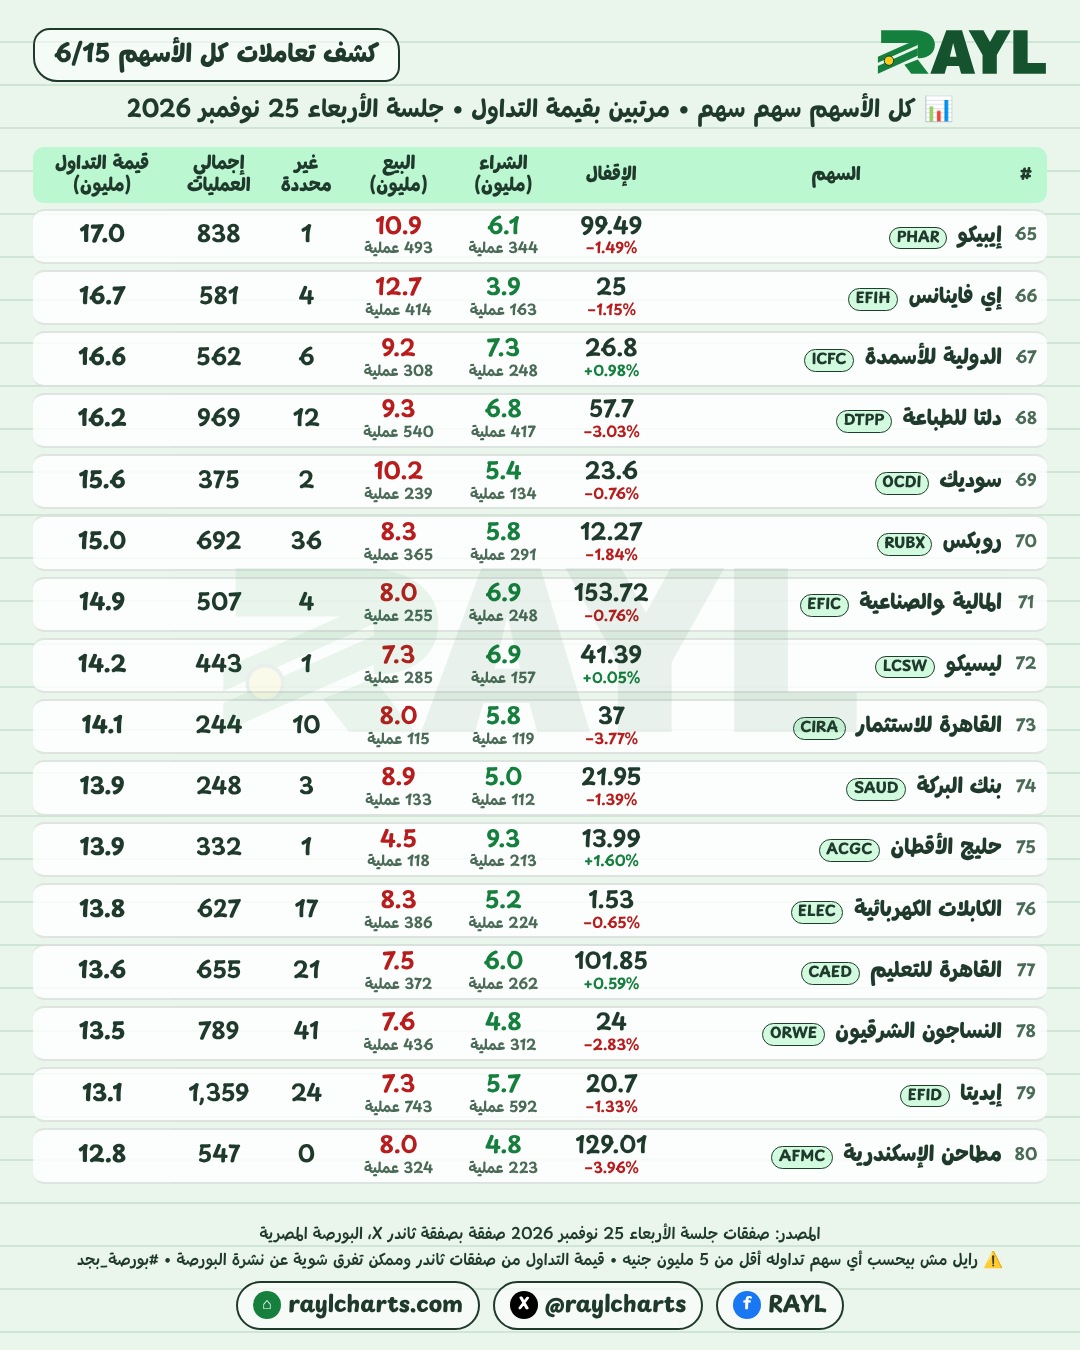 RAYL
كشف تعاملات كل الأسهم 6/15
📊 كل الأسهم سهم سهم • مرتبين بقيمة التداول • جلسة الأربعاء 25 نوفمبر 2026
# السهم الإقفال الشراء (مليون) البيع (مليون) غير محددة إجمالي العمليات قيمة التداول (مليون)
65 إيبيكو PHAR 99.49 6.1 10.9 1 838 17.0
−1.49% 344 عملية 493 عملية
66 إي فاينانس EFIH 25 3.9 12.7 4 581 16.7
−1.15% 163 عملية 414 عملية
67 الدولية للأسمدة ICFC 26.8 7.3 9.2 6 562 16.6
+0.98% 248 عملية 308 عملية
68 دلتا للطباعة DTPP 57.7 6.8 9.3 12 969 16.2
−3.03% 417 عملية 540 عملية
69 سوديك OCDI 23.6 5.4 10.2 2 375 15.6
−0.76% 134 عملية 239 عملية
70 روبكس RUBX 12.27 5.8 8.3 36 692 15.0
−1.84% 291 عملية 365 عملية
71 المالية والصناعية EFIC 153.72 6.9 8.0 4 507 14.9
−0.76% 248 عملية 255 عملية
72 ليسيكو LCSW 41.39 6.9 7.3 1 443 14.2
+0.05% 157 عملية 285 عملية
73 القاهرة للاستثمار CIRA 37 5.8 8.0 10 244 14.1
−3.77% 119 عملية 115 عملية
74 بنك البركة SAUD 21.95 5.0 8.9 3 248 13.9
−1.39% 112 عملية 133 عملية
75 حليج الأقطان ACGC 13.99 9.3 4.5 1 332 13.9
+1.60% 213 عملية 118 عملية
76 الكابلات الكهربائية ELEC 1.53 5.2 8.3 17 627 13.8
−0.65% 224 عملية 386 عملية
77 القاهرة للتعليم CAED 101.85 6.0 7.5 21 655 13.6
+0.59% 262 عملية 372 عملية
78 النساجون الشرقيون ORWE 24 4.8 7.6 41 789 13.5
−2.83% 312 عملية 436 عملية
79 إيديتا EFID 20.7 5.7 7.3 24 1,359 13.1
−1.33% 592 عملية 743 عملية
80 مطاحن الإسكندرية AFMC 129.01 4.8 8.0 0 547 12.8
−3.96% 223 عملية 324 عملية
المصدر: صفقات جلسة الأربعاء 25 نوفمبر 2026 صفقة بصفقة ثاندر X، البورصة المصرية
⚠️ رايل مش بيحسب أي سهم تداوله أقل من 5 مليون جنيه • قيمة التداول من صفقات ثاندر وممكن تفرق شوية عن نشرة البورصة • #بورصة_بجد
raylcharts.com @raylcharts RAYL